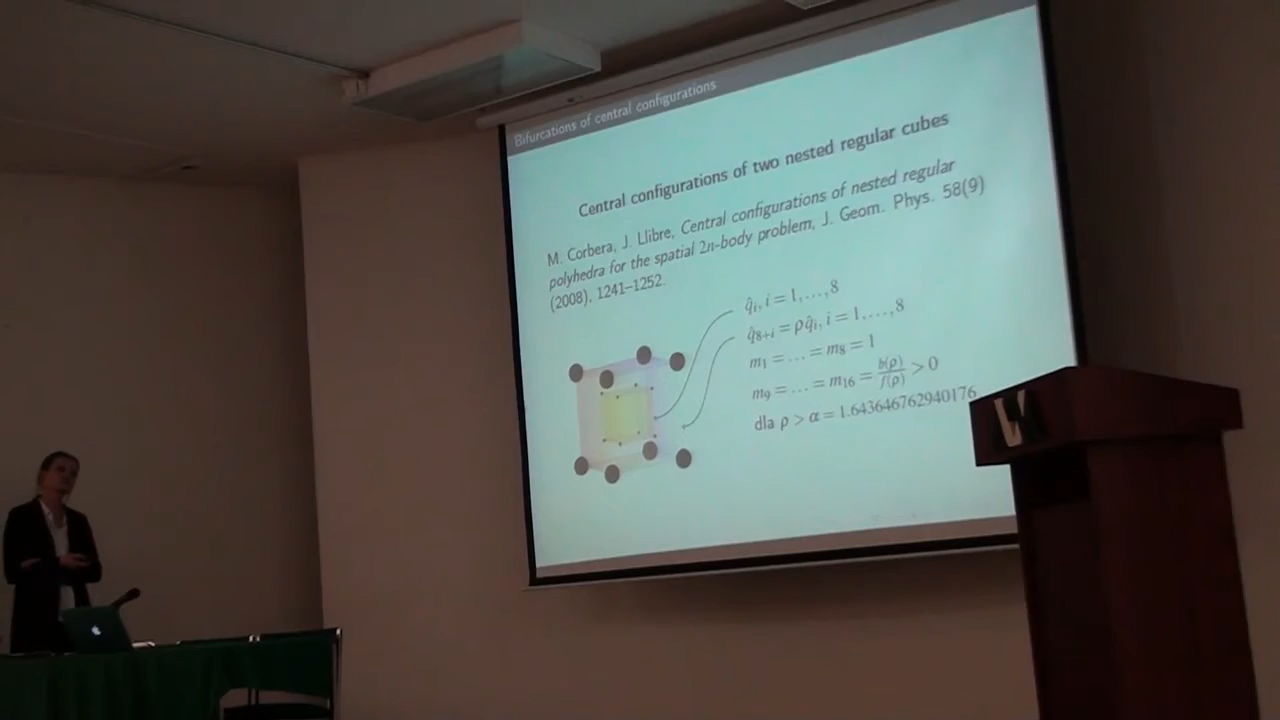 Bifurcations of central configurations
Central configurations of two nested regular cubes
M. Corbera, J. Llibre, Central configurations of nested regular
polyhedra for the spatial 2n-body problem, J. Geom. Phys. 58(9)
(2008), 1241–1252.
q̂ᵢ, i = 1,…,8
q̂₈₊ᵢ = ρq̂ᵢ, i = 1,…,8
m₁ = … = m₈ = 1
m₉ = … = m₁₆ = b(ρ)/f(ρ) > 0
dla ρ > α = 1.643646762940176